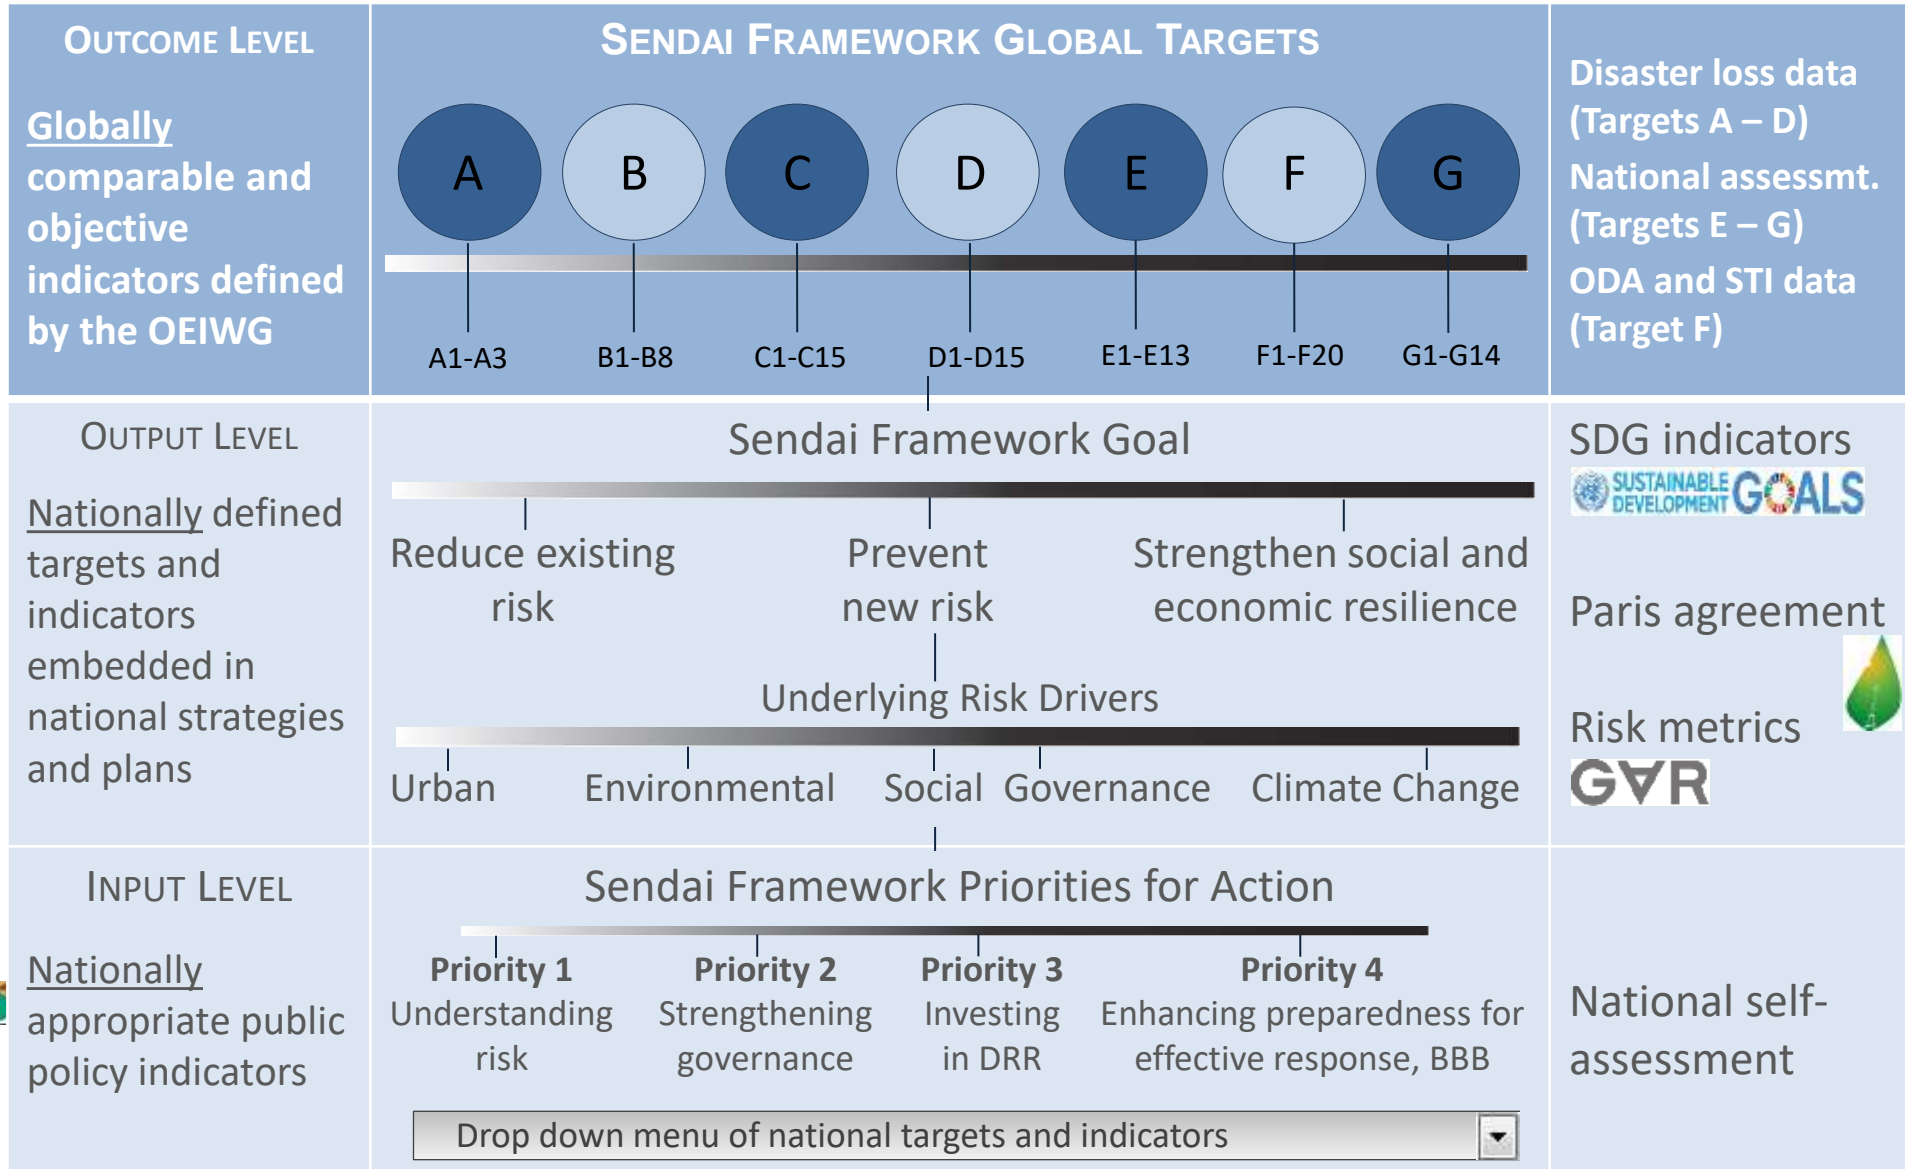 OUTCOME LEVEL
Globally
comparable and
objective
indicators defined
by the OEIWG
SENDAI FRAMEWORK GLOBAL TARGETS
A B C D E F G
A1-A3 B1-B8 C1-C15 D1-D15 E1-E13 F1-F20 G1-G14
Disaster loss data
(Targets A – D)
National assessmt.
(Targets E – G)
ODA and STI data
(Target F)
OUTPUT LEVEL
Nationally defined
targets and
indicators
embedded in
national strategies
and plans
Sendai Framework Goal
Reduce existing
risk
Prevent
new risk
Strengthen social and
economic resilience
Underlying Risk Drivers
Urban Environmental Social Governance Climate Change
SDG indicators
SUSTAINABLE
DEVELOPMENT GOALS
Paris agreement
Risk metrics
GAR
INPUT LEVEL
Nationally
appropriate public
policy indicators
Sendai Framework Priorities for Action
Priority 1
Understanding
risk
Priority 2
Strengthening
governance
Priority 3
Investing
in DRR
Priority 4
Enhancing preparedness for
effective response, BBB
Drop down menu of national targets and indicators
National self-
assessment